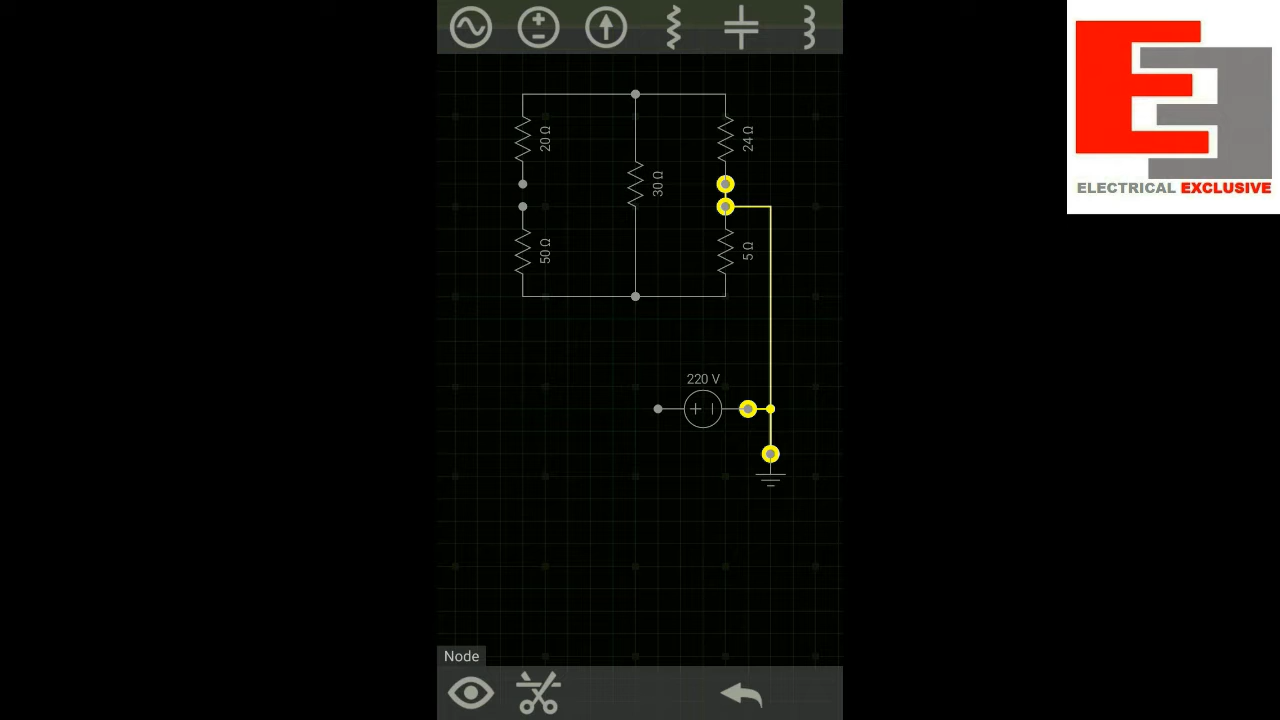 ELECTRICAL EXCLUSIVE
20 Ω
24 Ω
30 Ω
50 Ω
5 Ω
220 V
Node